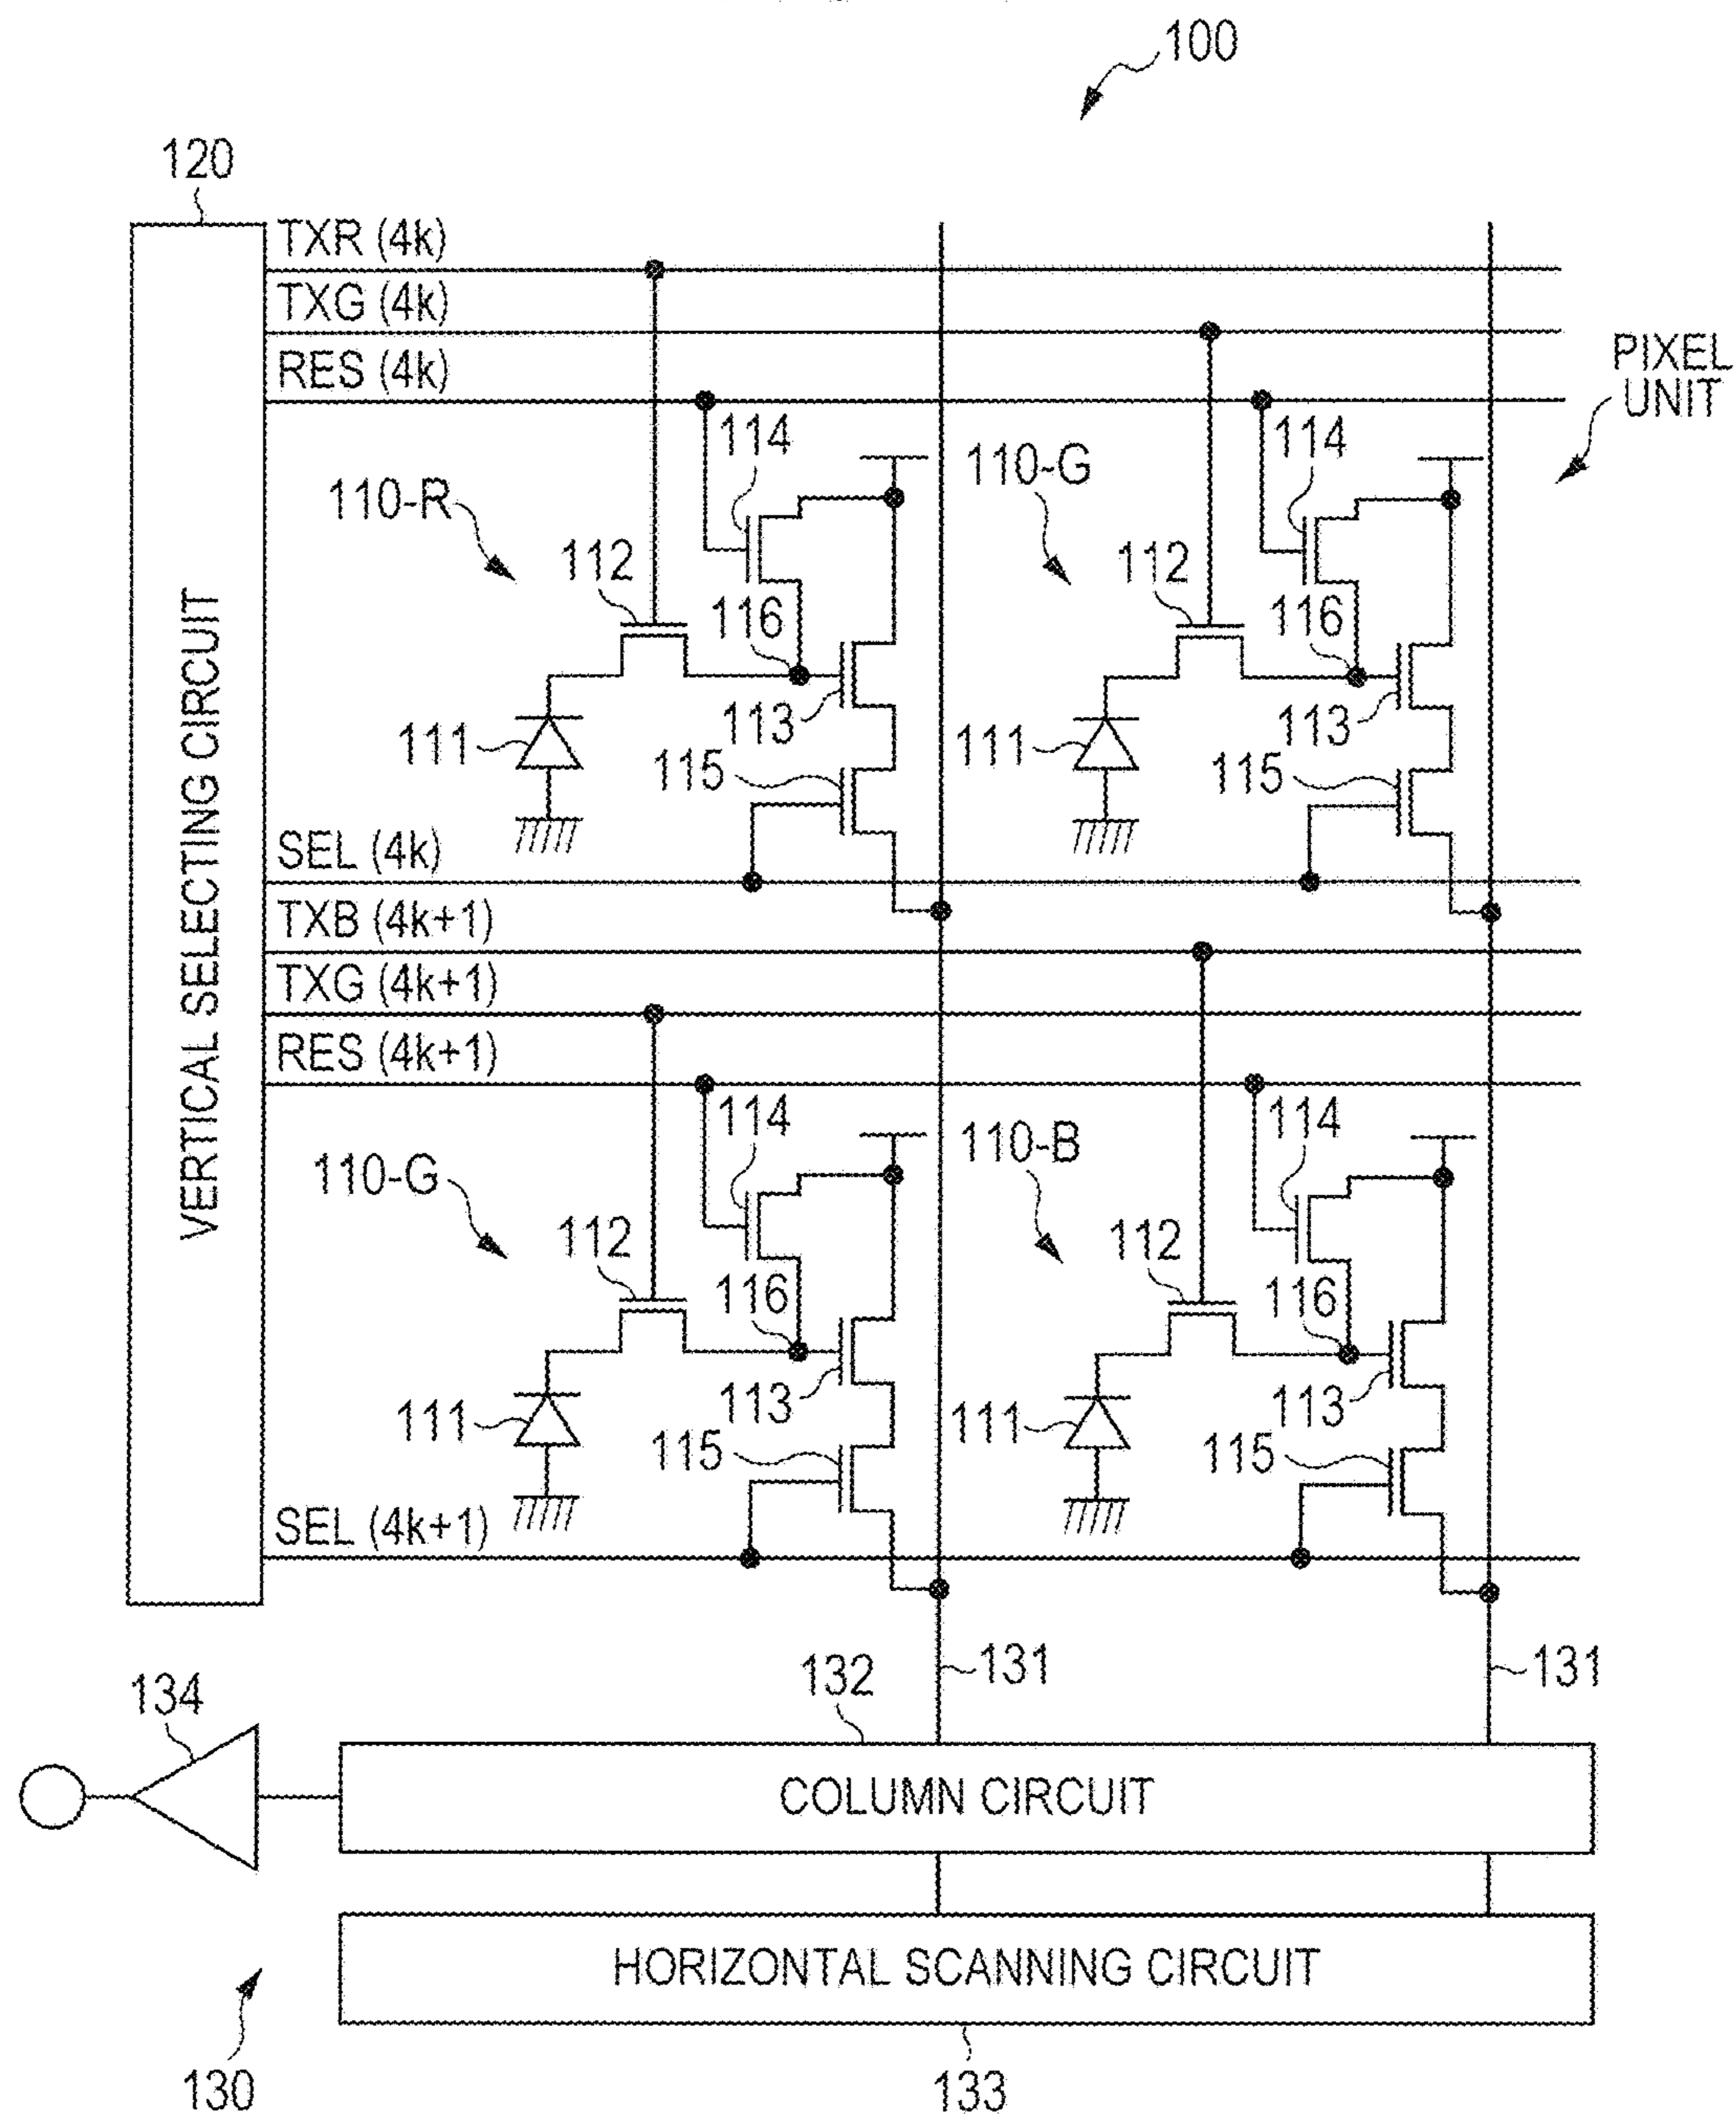 100
120
TXR (4k)
TXG (4k)
RES (4k)
PIXEL
UNIT
114
114
110-R
110-G
112
112
116
116
111
113
111
113
115
115
SEL (4k)
TXB (4k+1)
TXG (4k+1)
RES (4k+1)
VERTICAL SELECTING CIRCUIT
114
114
110-G
110-B
112
112
116
116
111
113
111
113
115
115
SEL (4k+1)
134
132
131
131
COLUMN CIRCUIT
HORIZONTAL SCANNING CIRCUIT
130
133